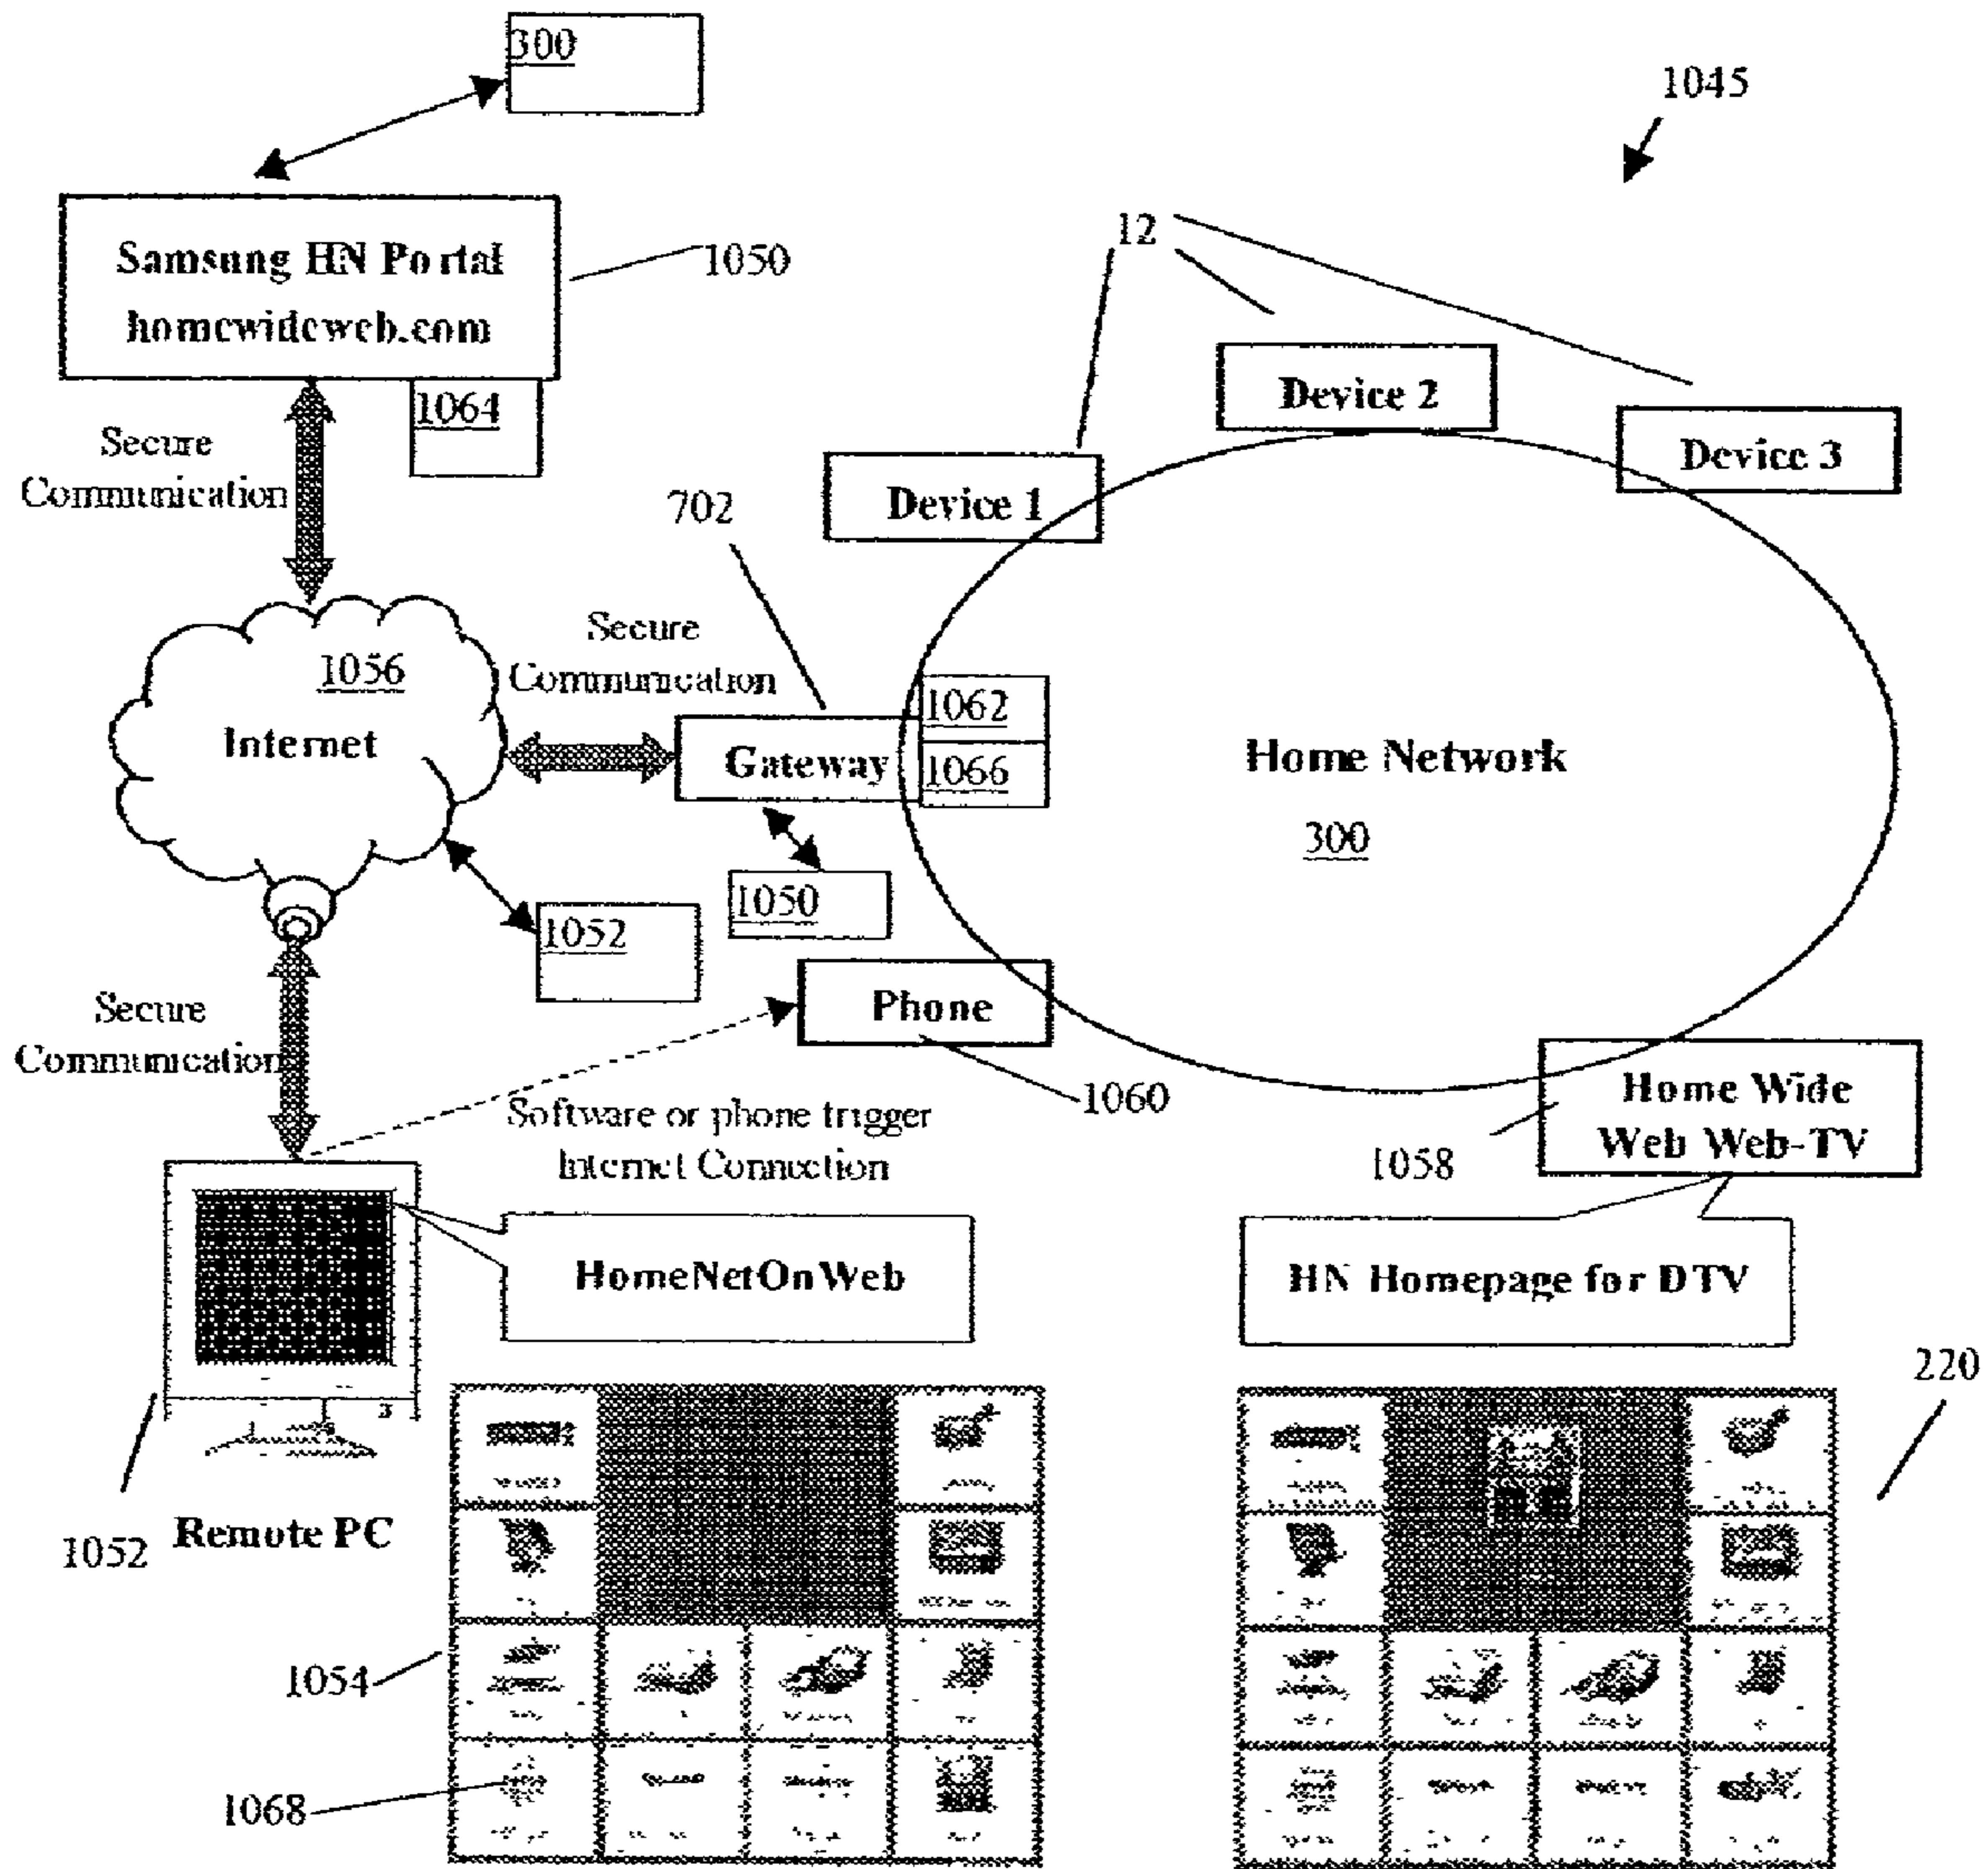 300
1045
Samsung HN Portal
homewideweb.com
1050
12
1064
Secure
Communication
Device 1
Device 2
Device 3
702
1056
Internet
Secure
Communication
Gateway
1062
1066
Home Network
300
1050
1052
Secure
Communication
Phone
1060
Software or phone trigger
Internet Connection
Home Wide
Web Web-TV
1058
HomeNetOnWeb
HN Homepage for DTV
220
1052
Remote PC
1054
1068